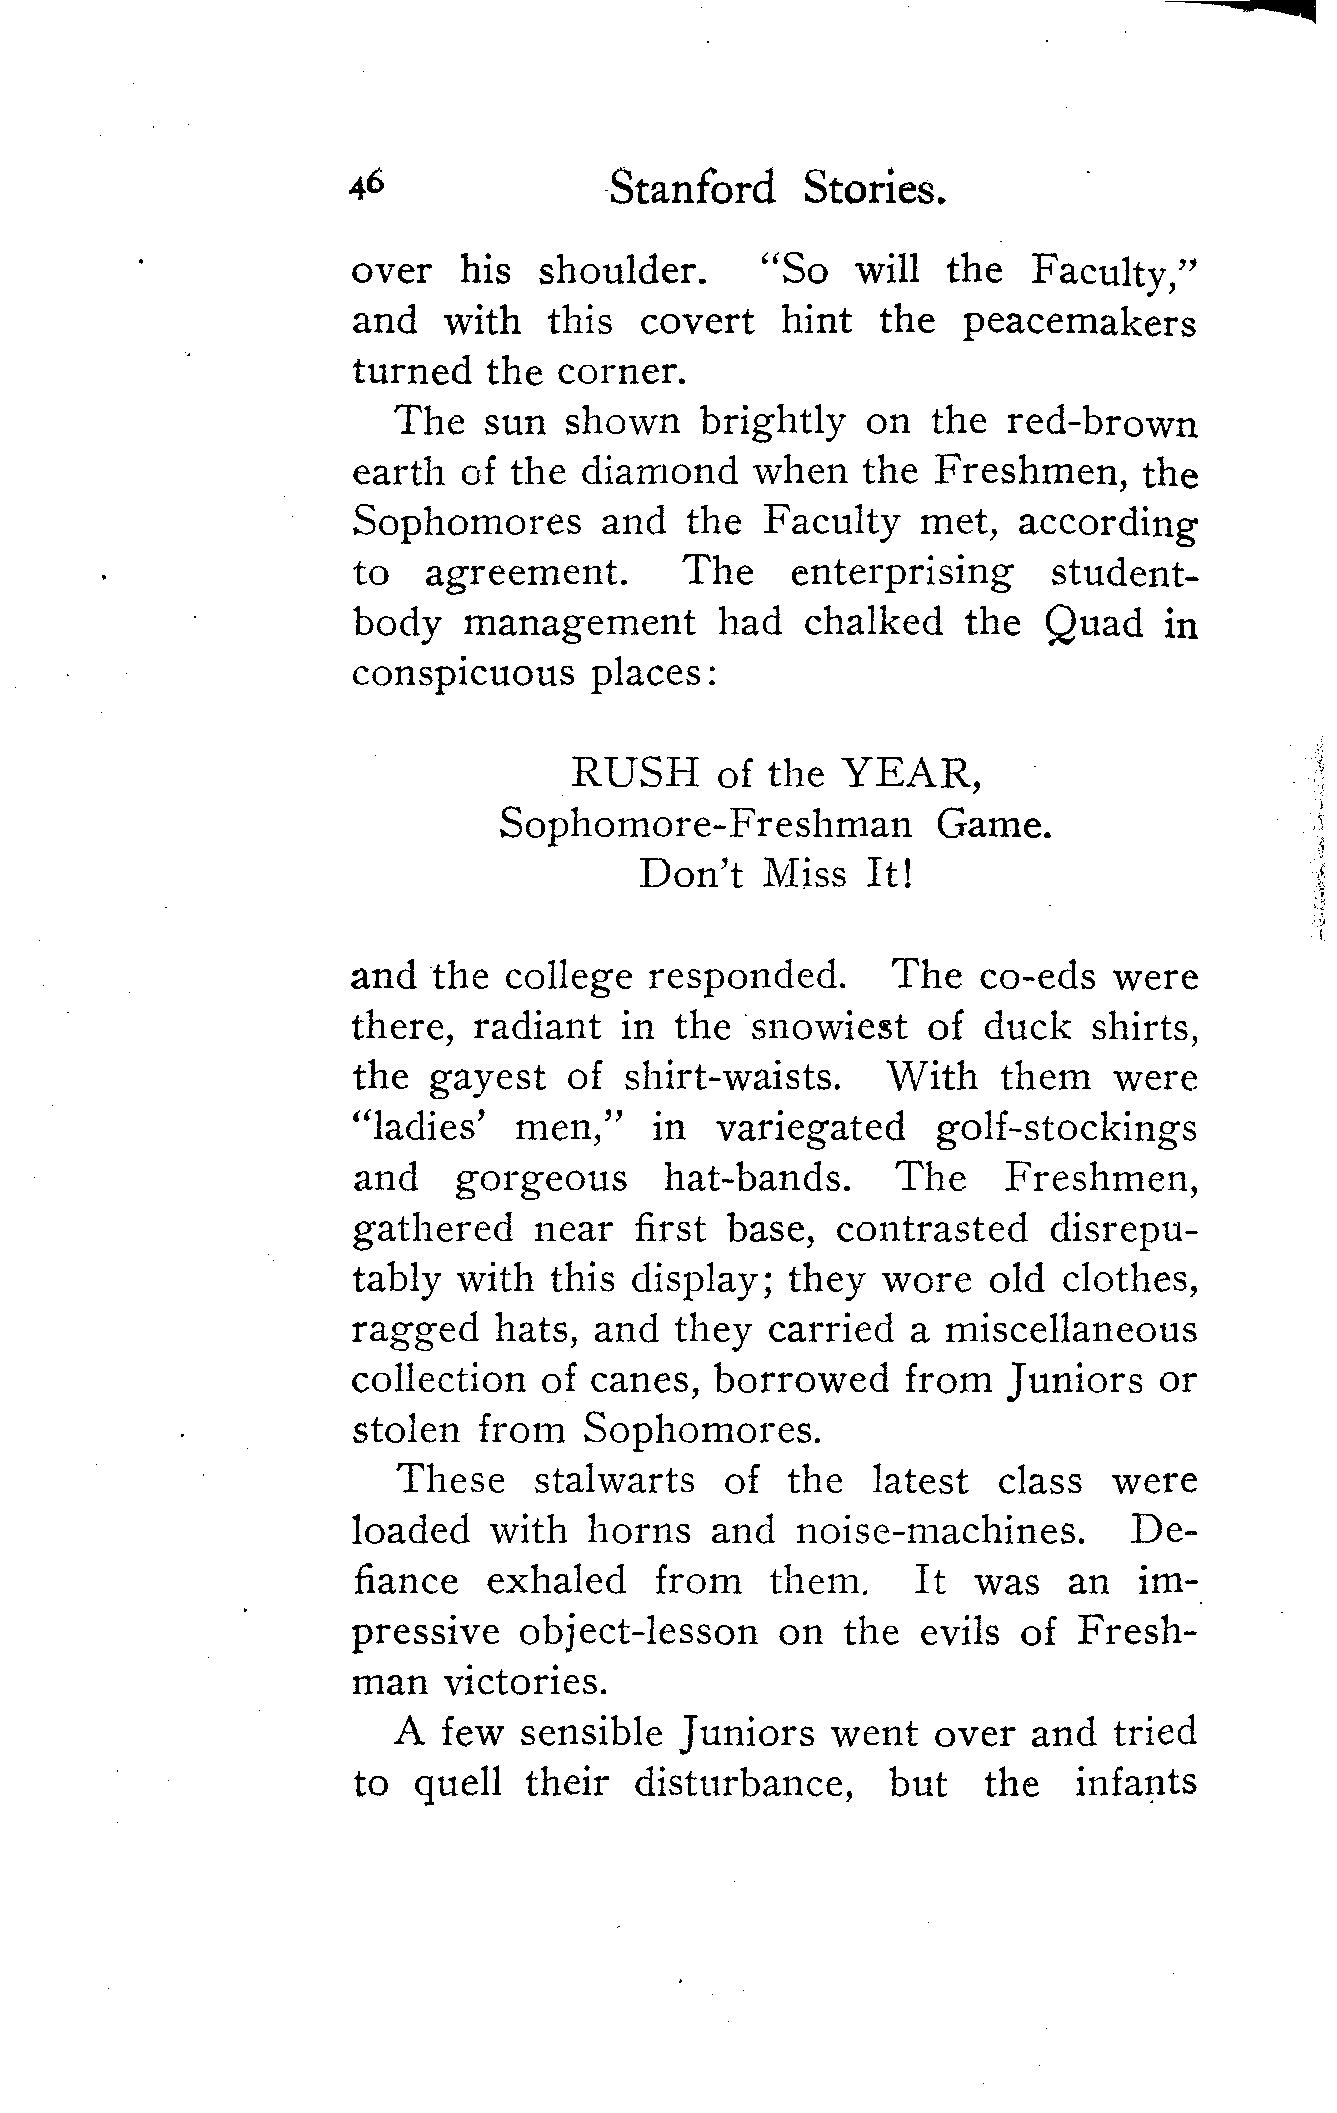 46 Stanford Stories.
over his shoulder. "So will the Faculty,"
and with this covert hint the peacemakers
turned the corner.
The sun shown brightly on the red-brown
earth of the diamond when the Freshmen, the
Sophomores and the Faculty met, according
to agreement. The enterprising student-
body management had chalked the Quad in
conspicuous places:
RUSH of the YEAR,
Sophomore-Freshman Game.
Don't Miss It!
and the college responded. The co-eds were
there, radiant in the snowiest of duck shirts,
the gayest of shirt-waists. With them were
"ladies' men," in variegated golf-stockings
and gorgeous hat-bands. The Freshmen,
gathered near first base, contrasted disrepu-
tably with this display; they wore old clothes,
ragged hats, and they carried a miscellaneous
collection of canes, borrowed from Juniors or
stolen from Sophomores.
These stalwarts of the latest class were
loaded with horns and noise-machines. De-
fiance exhaled from them. It was an im-
pressive object-lesson on the evils of Fresh-
man victories.
A few sensible Juniors went over and tried
to quell their disturbance, but the infants